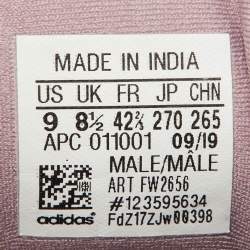 MADE IN INDIA
US UK FR JP CHN
9 8½ 42⅔ 270 265
APC 011001 09/19
MALE/MÂLE
ART FW2656
#123595634
adidas® FdZ17ZJw00398